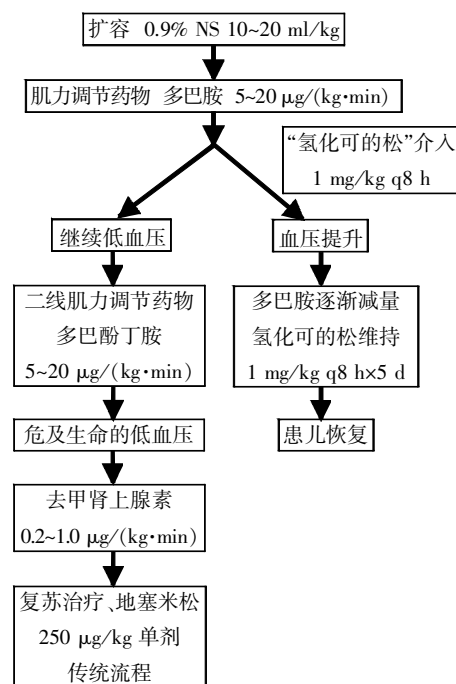 扩容 0.9% NS 10~20 ml/kg
肌力调节药物 多巴胺 5~20 μg/(kg•min)
“氢化可的松”介入
1 mg/kg q8 h
继续低血压
血压提升
二线肌力调节药物
多巴酚丁胺
5~20 μg/(kg•min)
多巴胺逐渐减量
氢化可的松维持
1 mg/kg q8 h×5 d
危及生命的低血压
患儿恢复
去甲肾上腺素
0.2~1.0 μg/(kg•min)
复苏治疗、地塞米松
250 μg/kg 单剂
传统流程